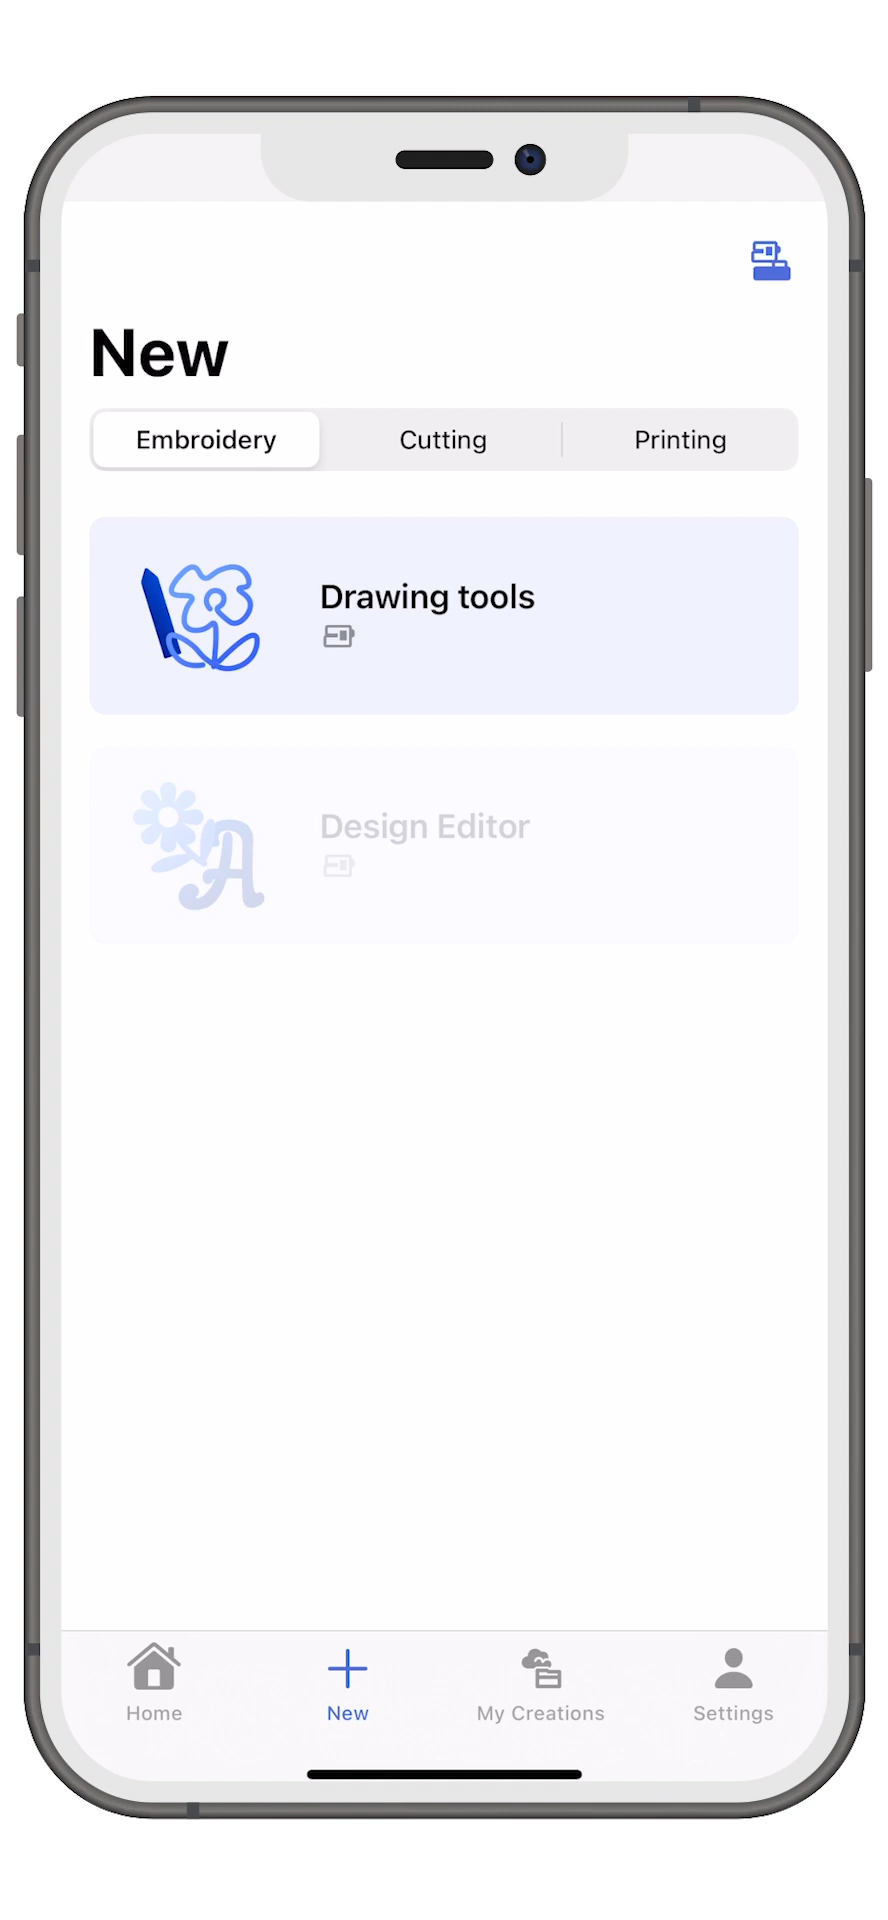 New
Embroidery
Cutting
Printing
Drawing tools
Design Editor
Home
New
My Creations
Settings